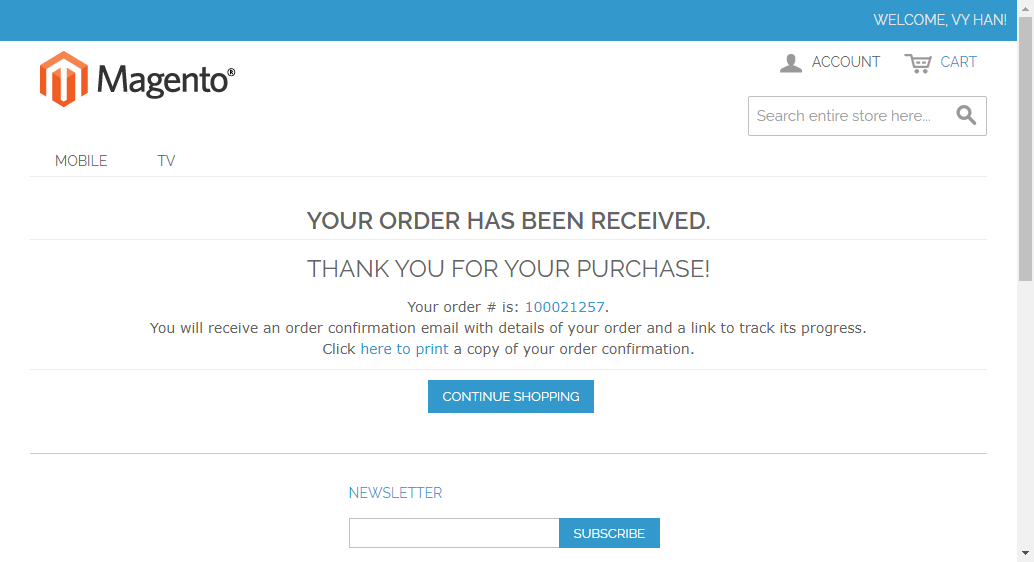 WELCOME, VY HAN!
Magento®
ACCOUNT
CART
Search entire store here...
MOBILE
TV
YOUR ORDER HAS BEEN RECEIVED.
THANK YOU FOR YOUR PURCHASE!
Your order # is: 100021257.
You will receive an order confirmation email with details of your order and a link to track its progress.
Click here to print a copy of your order confirmation.
CONTINUE SHOPPING
NEWSLETTER
SUBSCRIBE